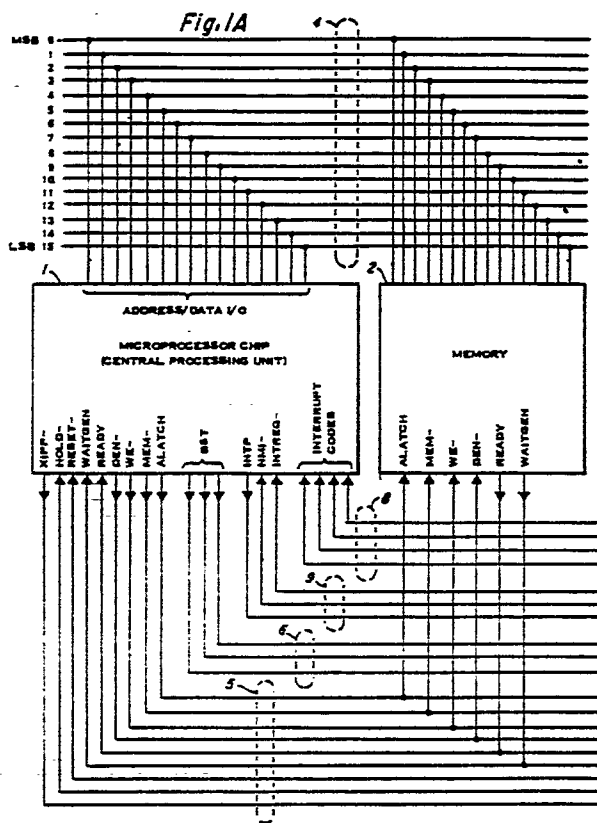 Fig. 1A
4
MSB 0
1
2
3
4
5
6
7
8
9
10
11
12
13
14
LSB 15
1
2
ADDRESS/DATA I/O
MICROPROCESSOR CHIP
(CENTRAL PROCESSING UNIT)
MEMORY
XIPP-
HOLD-
RESET-
WAITGEN
READY
DEN-
WE-
MEM-
ALATCH
BST
INTP
NMI-
INTREQ-
INTERRUPT
CODES
ALATCH
MEM-
WE-
DEN-
READY
WAITGEN
8
9
6
5